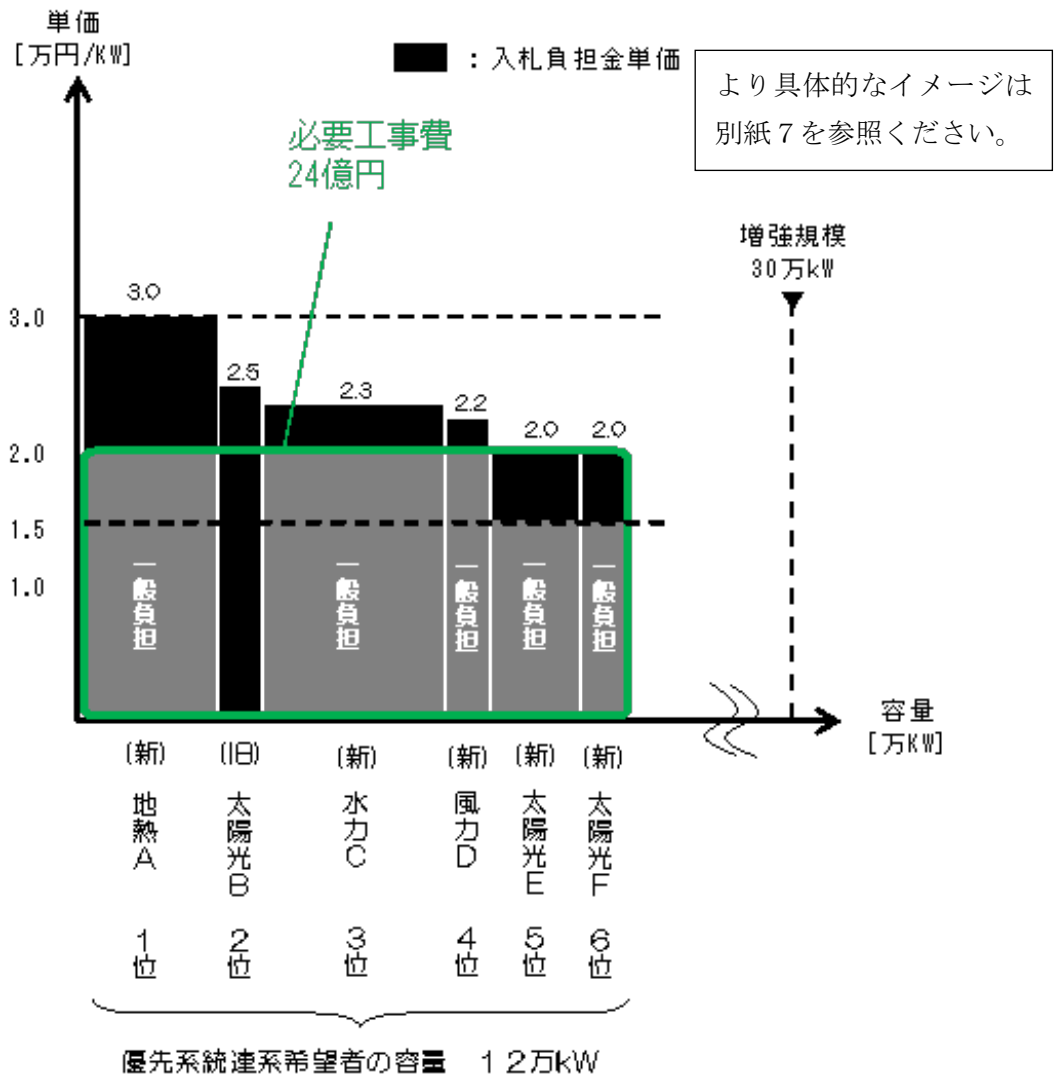 単価
[万円/KW]
■ : 入札負担金単価
より具体的なイメージは
別紙7を参照ください。
必要工事費
24億円
増強規模
30万kW
3.0
3.0
2.5
2.3
2.2
2.0
2.0
2.0
1.5
1.0
一般負担
一般負担
一般負担
一般負担
一般負担
容量
[万KW]
(新)
(旧)
(新)
(新)
(新)
(新)
地熱A
太陽光B
水力C
風力D
太陽光E
太陽光F
1位
2位
3位
4位
5位
6位
優先系統連系希望者の容量 12万kW